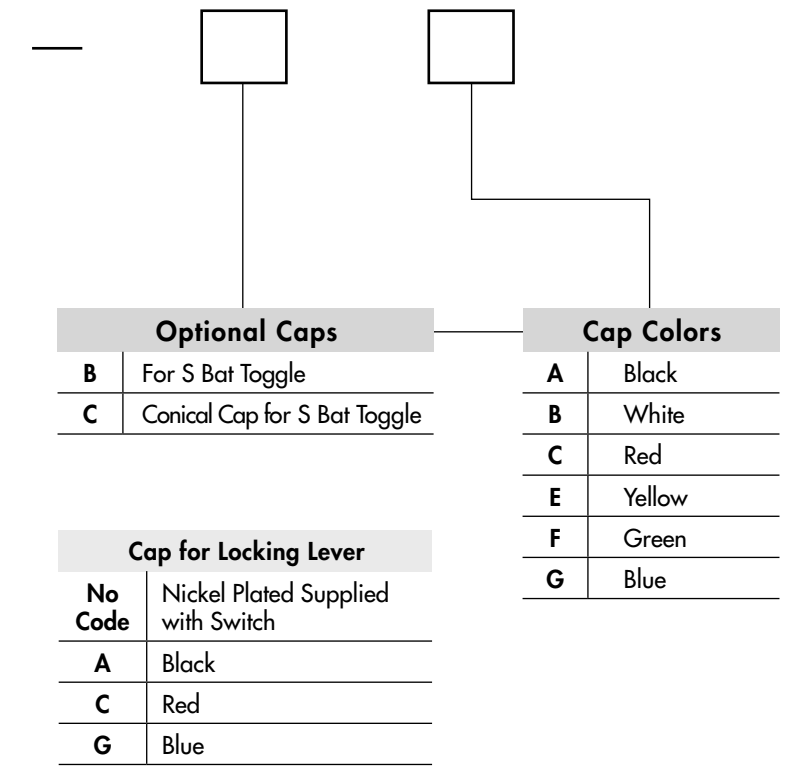 Optional Caps
B For S Bat Toggle
C Conical Cap for S Bat Toggle
Cap Colors
A Black
B White
C Red
E Yellow
F Green
G Blue
Cap for Locking Lever
No Code Nickel Plated Supplied
with Switch
A Black
C Red
G Blue